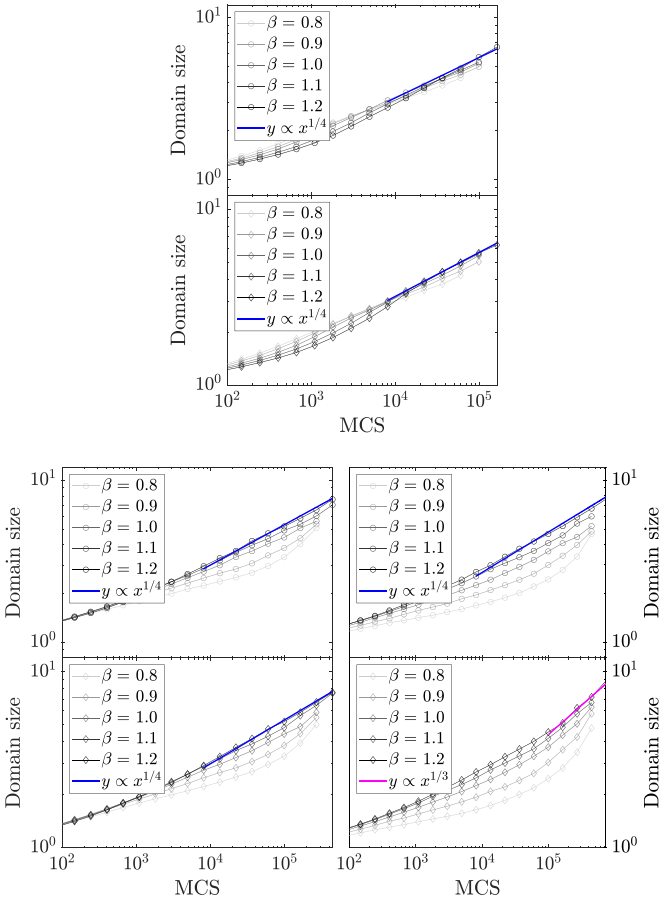 10^1
Domain size
β = 0.8
β = 0.9
β = 1.0
β = 1.1
β = 1.2
y ∝ x^{1/4}
10^0
10^1
Domain size
β = 0.8
β = 0.9
β = 1.0
β = 1.1
β = 1.2
y ∝ x^{1/4}
10^0
10^2 10^3 10^4 10^5
MCS
10^1
Domain size
β = 0.8
β = 0.9
β = 1.0
β = 1.1
β = 1.2
y ∝ x^{1/4}
10^0
β = 0.8
β = 0.9
β = 1.0
β = 1.1
β = 1.2
y ∝ x^{1/4}
10^1
Domain size
10^0
10^1
Domain size
β = 0.8
β = 0.9
β = 1.0
β = 1.1
β = 1.2
y ∝ x^{1/4}
10^0
10^2 10^3 10^4 10^5
MCS
β = 0.8
β = 0.9
β = 1.0
β = 1.1
β = 1.2
y ∝ x^{1/3}
10^1
Domain size
10^0
10^3 10^4 10^5
MCS